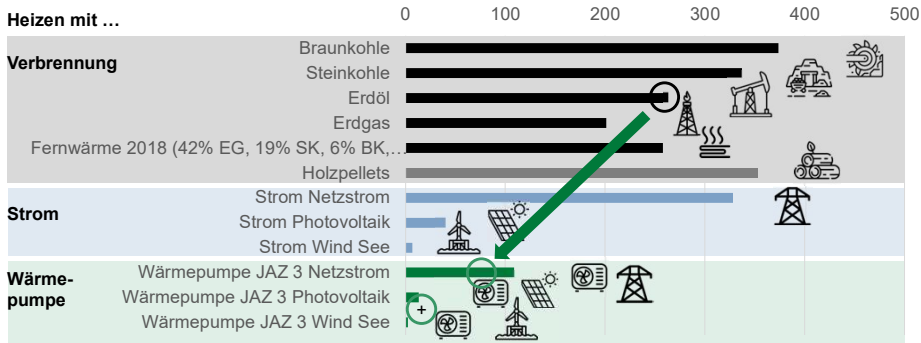 Heizen mit …
0 100 200 300 400 500
Verbrennung
Braunkohle
Steinkohle
Erdöl
Erdgas
Fernwärme 2018 (42% EG, 19% SK, 6% BK,…
Holzpellets
Strom
Strom Netzstrom
Strom Photovoltaik
Strom Wind See
Wärme-
pumpe
Wärmepumpe JAZ 3 Netzstrom
Wärmepumpe JAZ 3 Photovoltaik
+
Wärmepumpe JAZ 3 Wind See